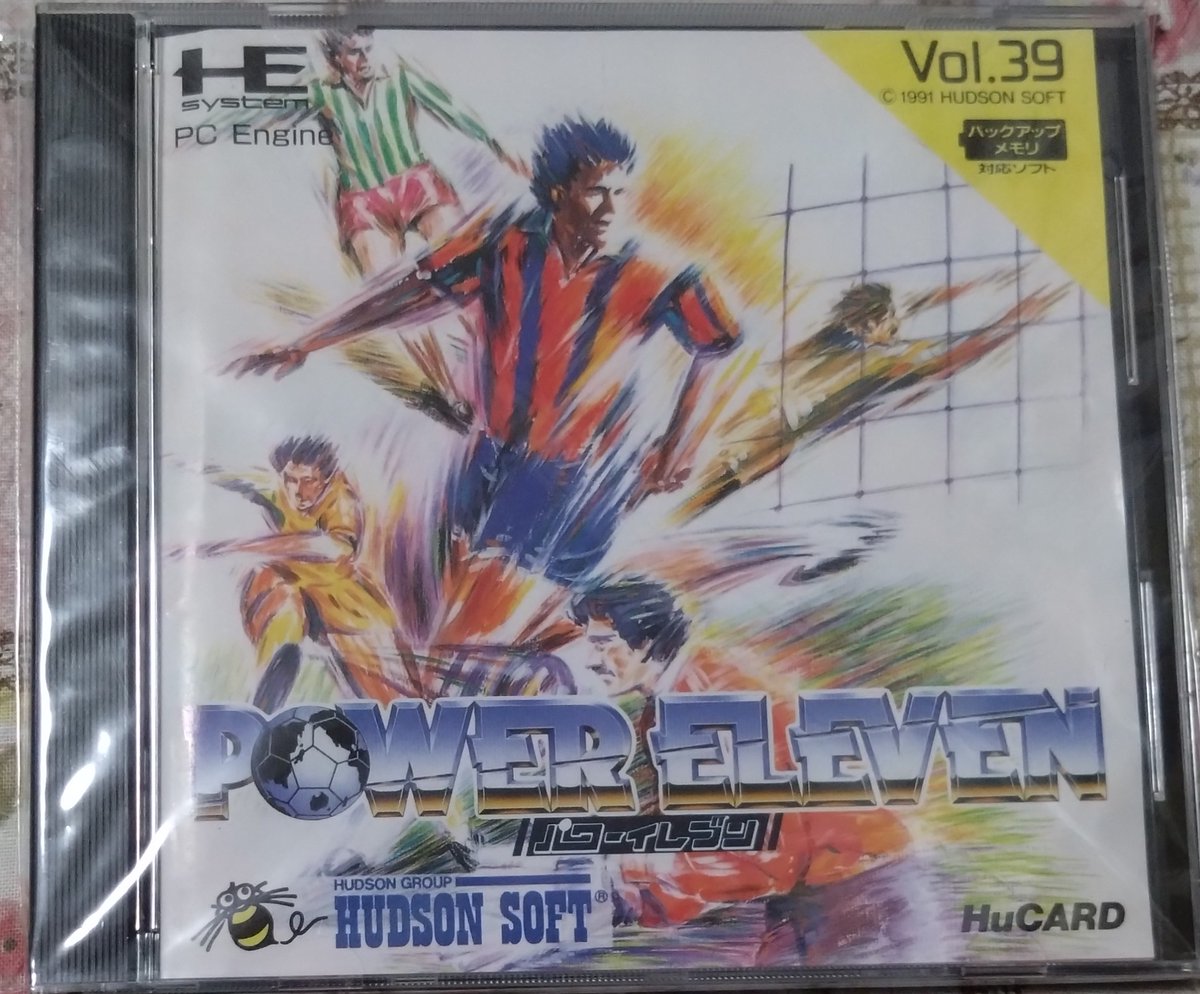 HE
system
PC Engine
Vol.39
© 1991 HUDSON SOFT
バックアップ
メモリ
対応ソフト
POWER ELEVEN
パワーイレブン
HUDSON GROUP
HUDSON SOFT®
HuCARD